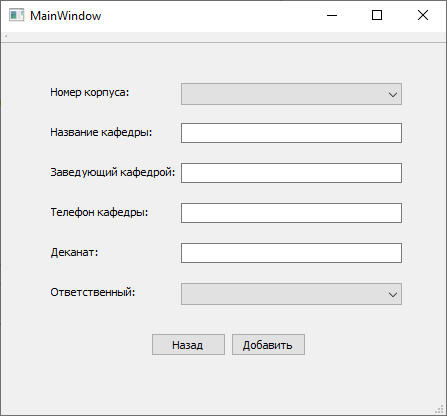 MainWindow
Номер корпуса:
Название кафедры:
Заведующий кафедрой:
Телефон кафедры:
Деканат:
Ответственный:
Назад
Добавить